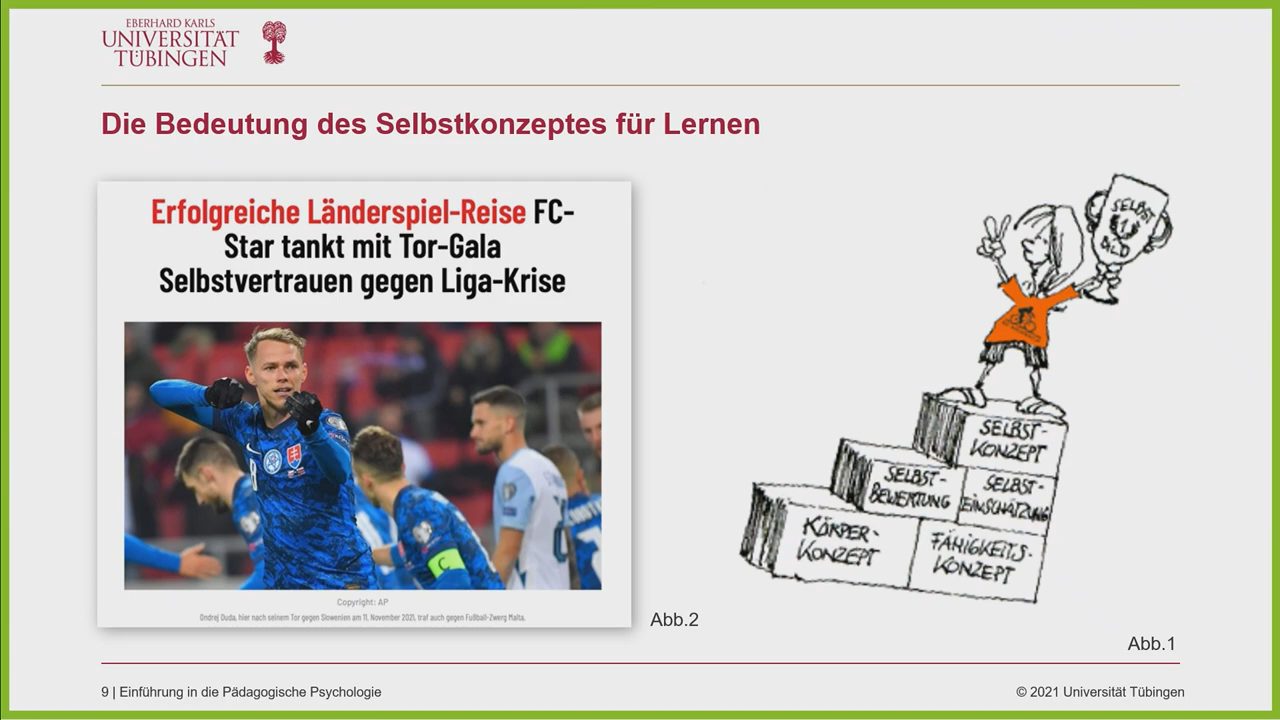 EBERHARD KARLS
UNIVERSITÄT
TÜBINGEN
Die Bedeutung des Selbstkonzeptes für Lernen
Erfolgreiche Länderspiel-Reise FC-
Star tankt mit Tor-Gala
Selbstvertrauen gegen Liga-Krise
C
Copyright: AP
Ondrej Duda, hier nach seinem Tor gegen Slowenien am 11. November 2021, traf auch gegen Fußball-Zwerg Malta.
Abb.2
SELBST
1
BILD
SELBST-
KONZEPT
SELBST-
BEWERTUNG
SELBST-
EINSCHÄTZUNG
KÖRPER-
KONZEPT
FÄHIGKEITS-
KONZEPT
Abb.1
9 | Einführung in die Pädagogische Psychologie
© 2021 Universität Tübingen